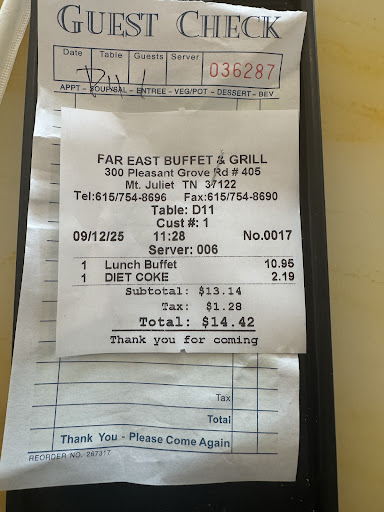 GUEST CHECK
Date Table Guests Server
036287
APPT - SOUP/SAL - ENTREE - VEG/POT - DESSERT - BEV
FAR EAST BUFFET & GRILL
300 Pleasant Grove Rd # 405
Mt. Juliet TN 37122
Tel:615/754-8696 Fax:615/754-8690
Table: D11
Cust #: 1
09/12/25 11:28 No.0017
Server: 006
1 Lunch Buffet 10.95
1 DIET COKE 2.19
Subtotal: $13.14
Tax: $1.28
Total: $14.42
Thank you for coming
Tax
Total
Thank You - Please Come Again
REORDER NO. 267317